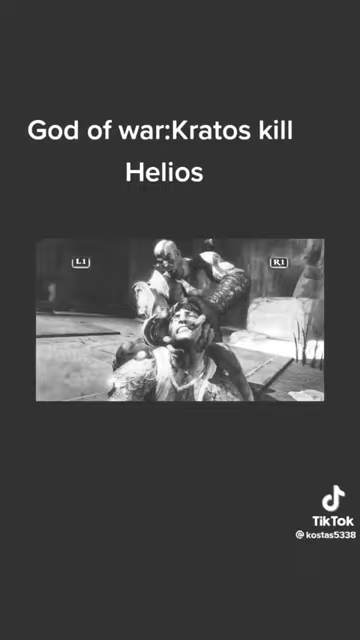 God of war:Kratos kill
Helios
L1 R1
TikTok
@kostas5338